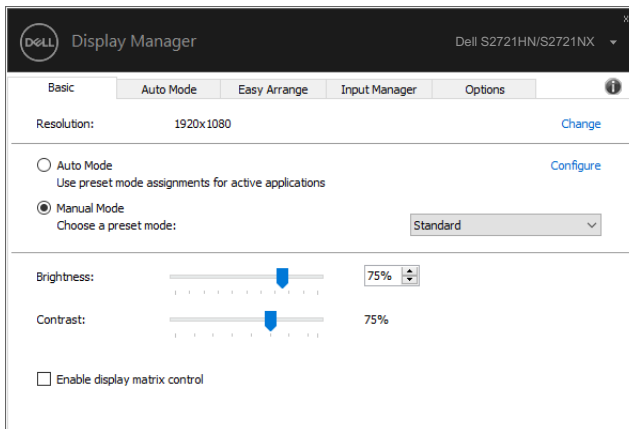 x
DELL Display Manager Dell S2721HN/S2721NX
Basic Auto Mode Easy Arrange Input Manager Options i
Resolution: 1920x1080 Change
Auto Mode Configure
Use preset mode assignments for active applications
Manual Mode
Choose a preset mode: Standard
Brightness: 75%
Contrast: 75%
Enable display matrix control